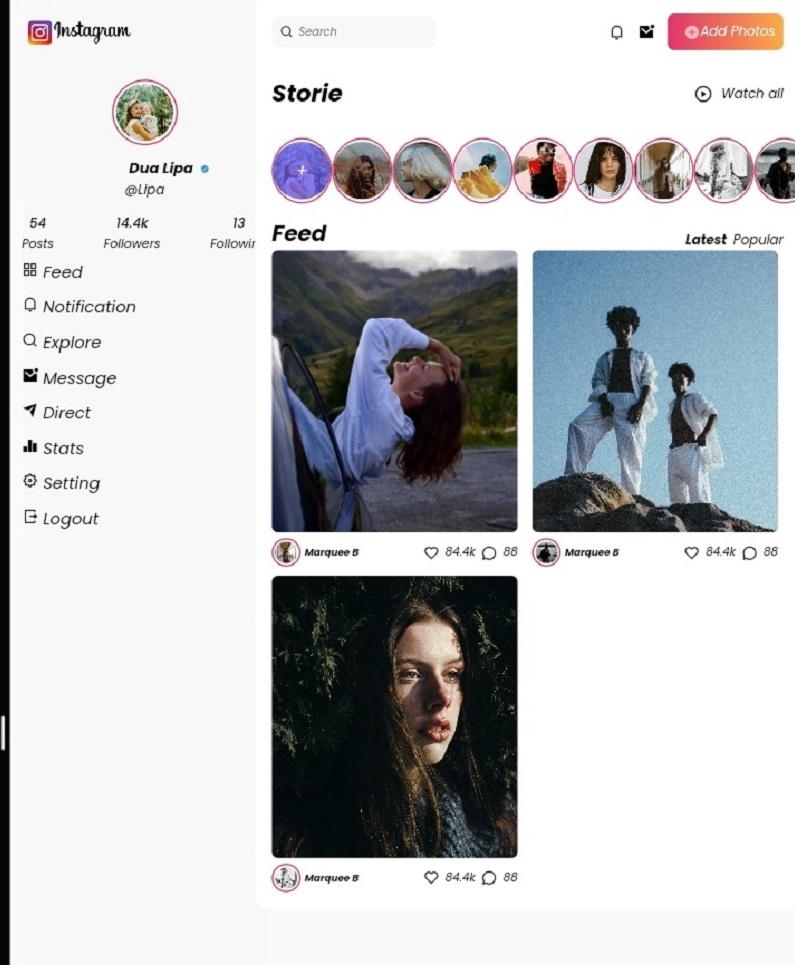 Instagram
Dua Lipa
@Lipa
54 14.4k 13
Posts Followers Followin
Feed
Notification
Explore
Message
Direct
Stats
Setting
Logout
Search
Add Photos
Storie
Watch all
Feed
Latest Popular
Marquee B 84.4k 88
Marquee B 84.4k 88
Marquee B 84.4k 88